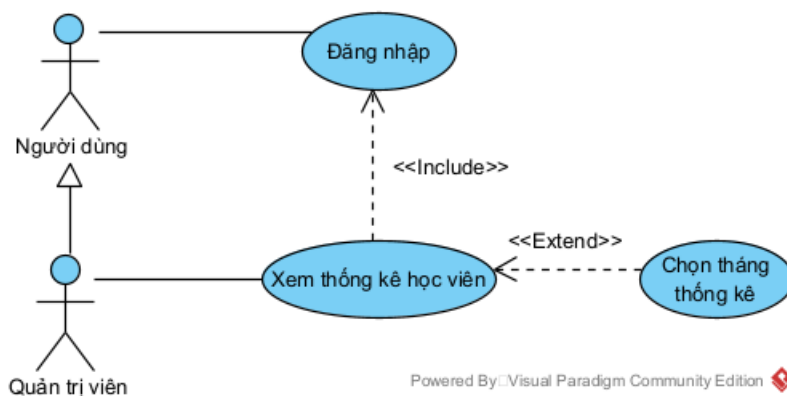 Đăng nhập
Người dùng
<<Include>>
<<Extend>>
Xem thống kê học viên
Chọn tháng
thống kê
Quản trị viên
Powered By Visual Paradigm Community Edition